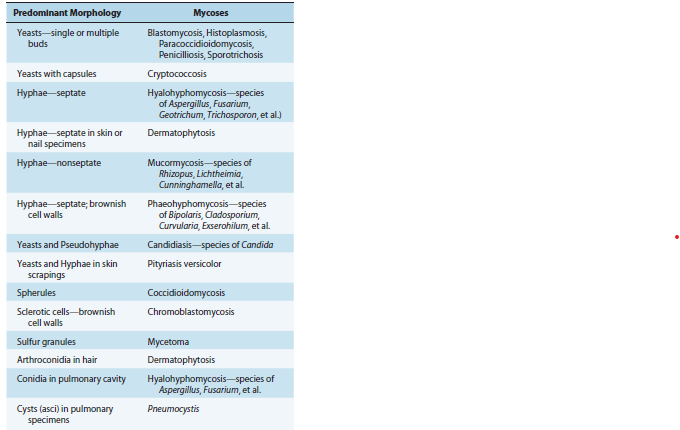 Predominant Morphology Mycoses
Yeasts—single or multiple Blastomycosis, Histoplasmosis,
buds Paracoccidioidomycosis,
Penicilliosis, Sporotrichosis
Yeasts with capsules Cryptococcosis
Hyphae—septate Hyalohyphomycosis—species
of Aspergillus, Fusarium,
Geotrichum, Trichosporon, et al.)
Hyphae—septate in skin or Dermatophytosis
nail specimens
Hyphae—nonseptate Mucormycosis—species of
Rhizopus, Lichtheimia,
Cunninghamella, et al.
Hyphae—septate; brownish Phaeohyphomycosis—species
cell walls of Bipolaris, Cladosporium,
Curvularia, Exserohilum, et al.
Yeasts and Pseudohyphae Candidiasis—species of Candida
Yeasts and Hyphae in skin Pityriasis versicolor
scrapings
Spherules Coccidioidomycosis
Sclerotic cells—brownish Chromoblastomycosis
cell walls
Sulfur granules Mycetoma
Arthroconidia in hair Dermatophytosis
Conidia in pulmonary cavity Hyalohyphomycosis—species of
Aspergillus, Fusarium, et al.
Cysts (asci) in pulmonary Pneumocystis
specimens